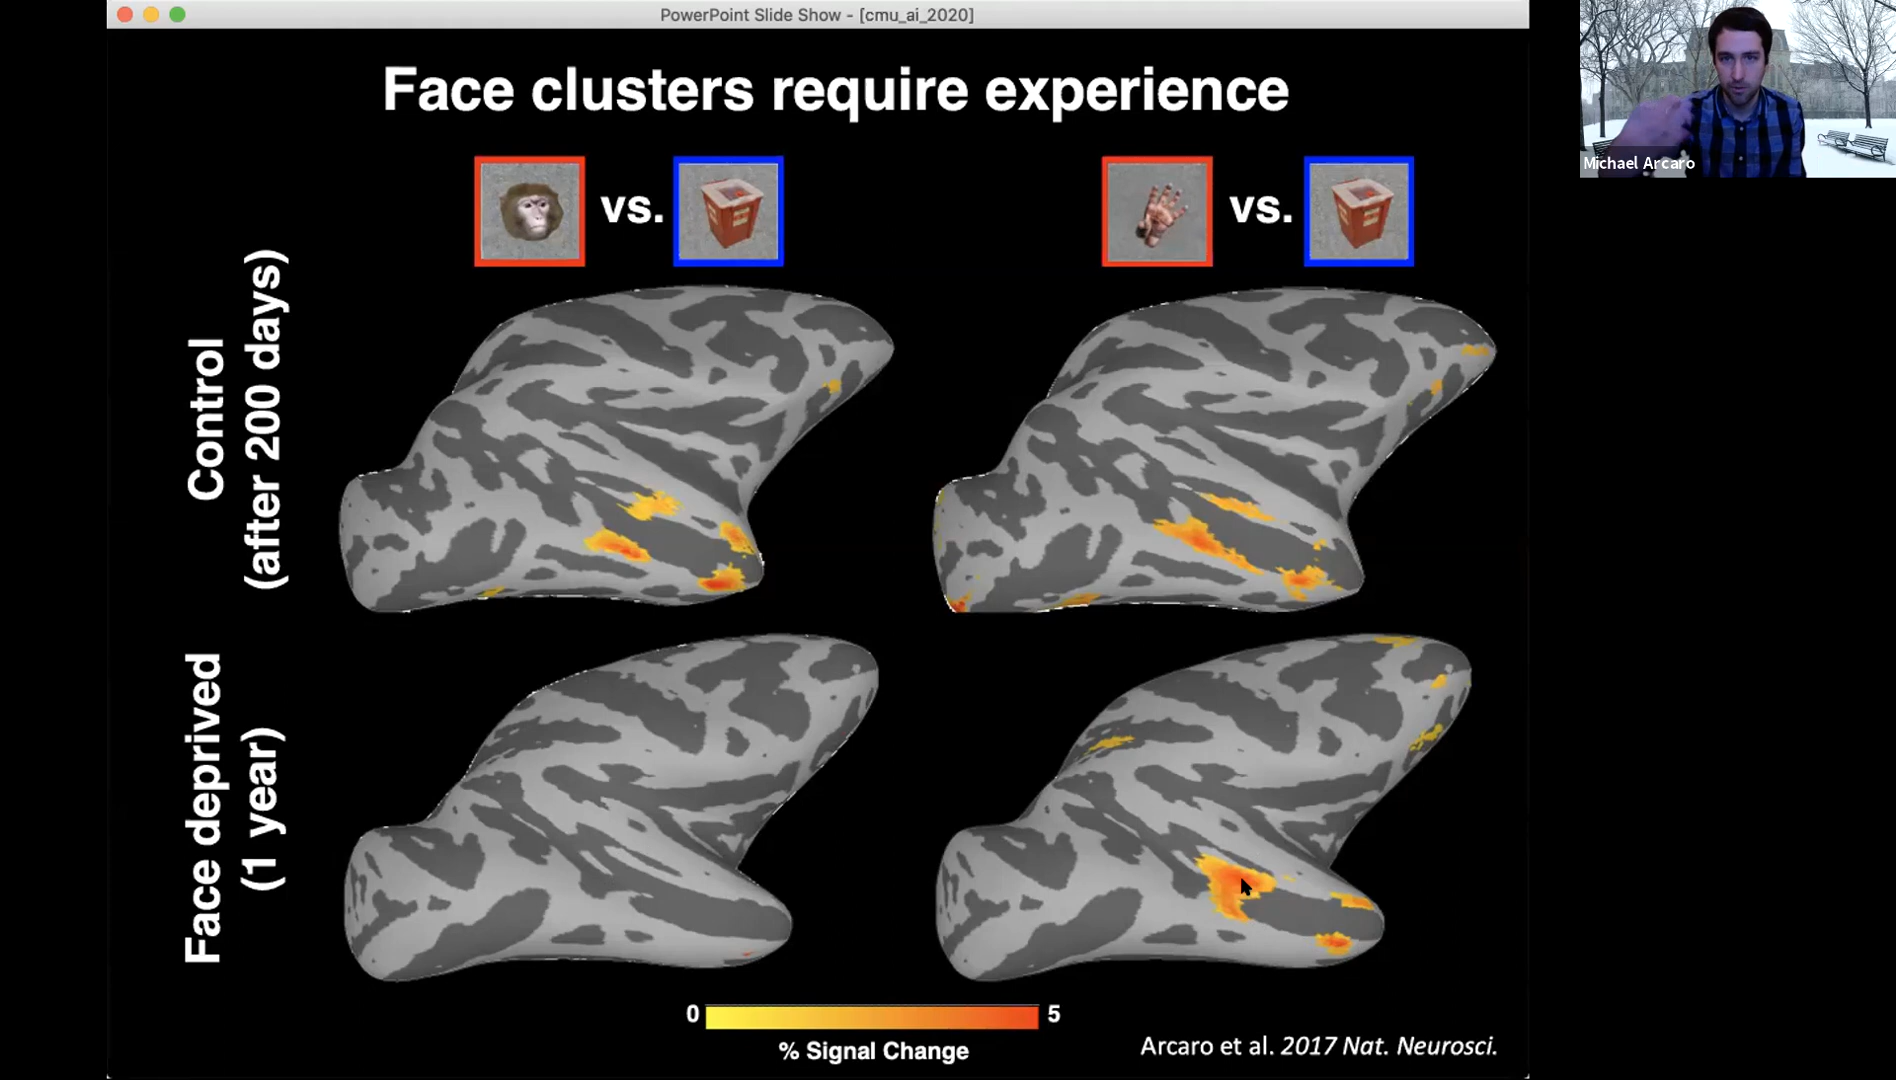 PowerPoint Slide Show - [cmu_ai_2020]
Face clusters require experience
vs.
vs.
Michael Arcaro
Control
(after 200 days)
Face deprived
(1 year)
0
5
% Signal Change
Arcaro et al. 2017 Nat. Neurosci.